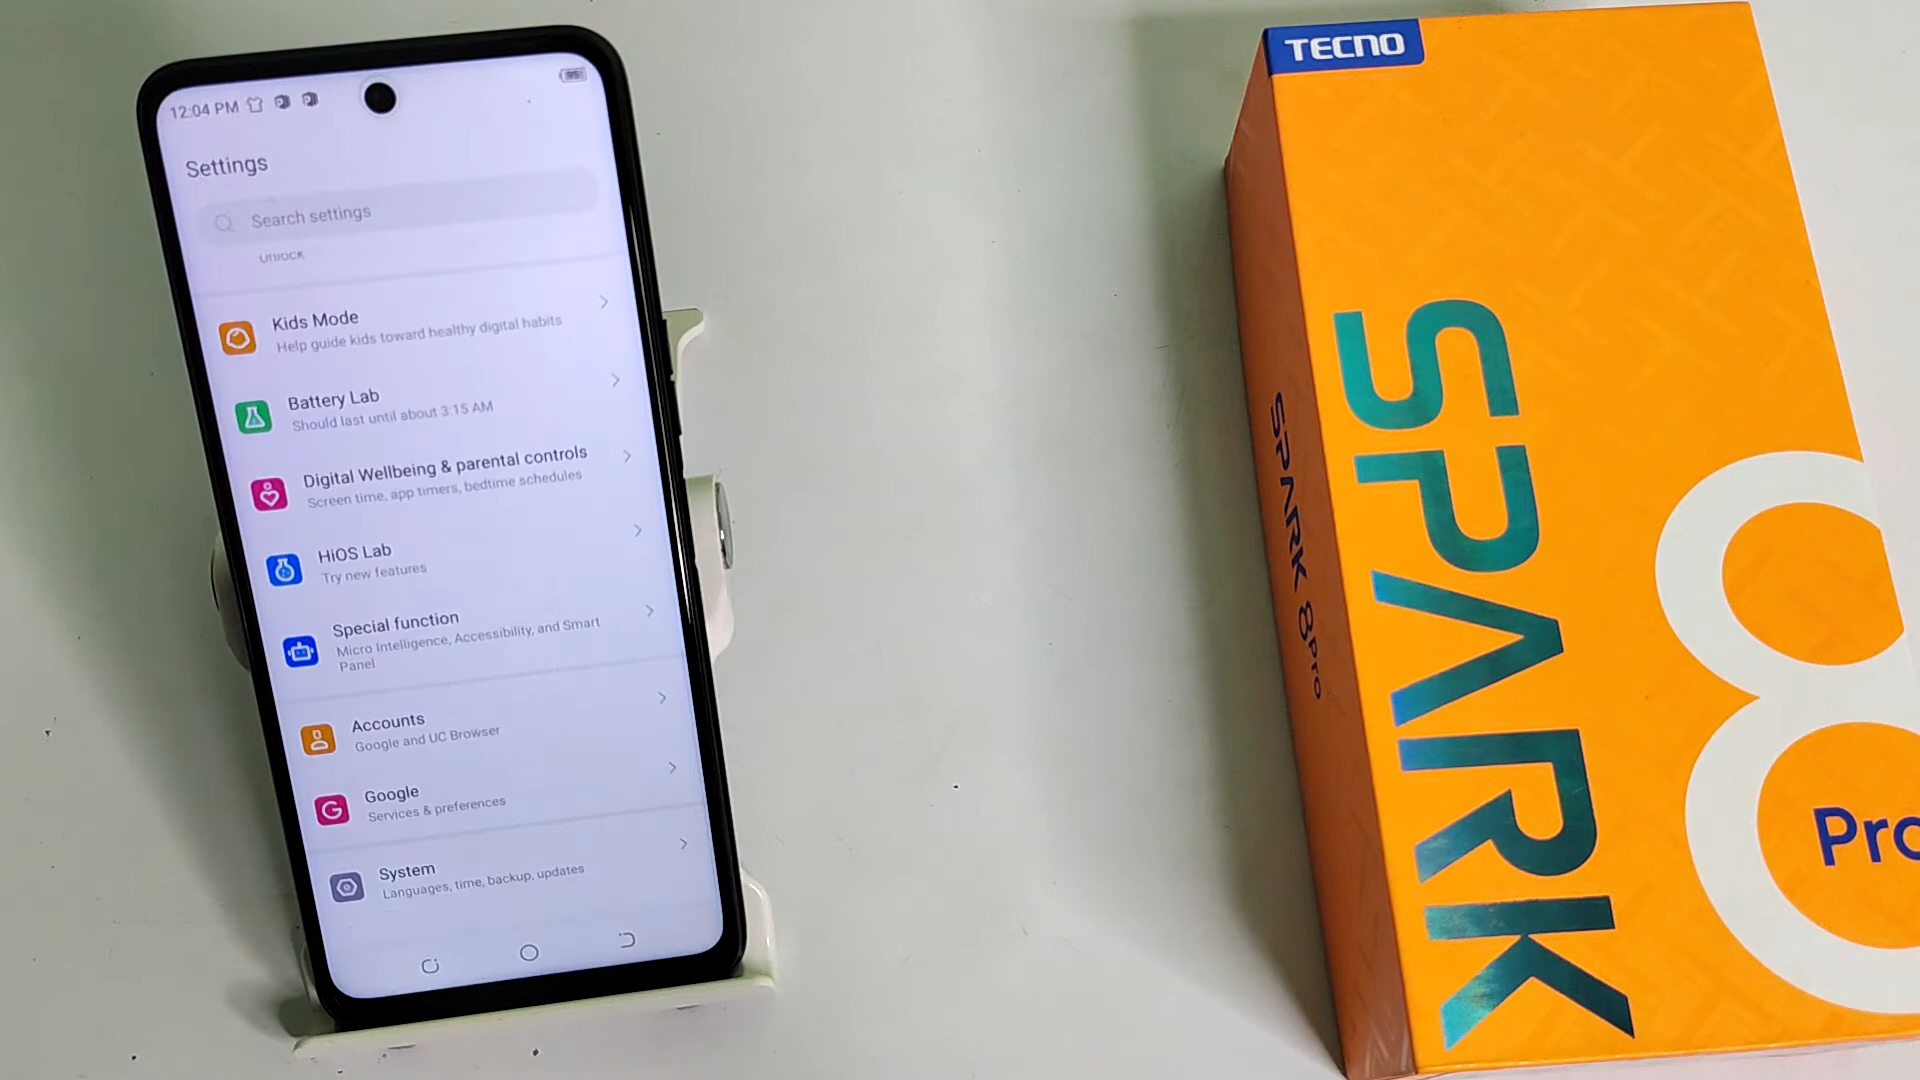 12:04 PM
95
Settings
Search settings
unlock
Kids Mode
Help guide kids toward healthy digital habits
Battery Lab
Should last until about 3:15 AM
Digital Wellbeing & parental controls
Screen time, app timers, bedtime schedules
HiOS Lab
Try new features
Special function
Micro Intelligence, Accessibility, and Smart
Panel
Accounts
Google and UC Browser
Google
Services & preferences
System
Languages, time, backup, updates
TECNO
SPARK
8
Pro
SPARK 8Pro